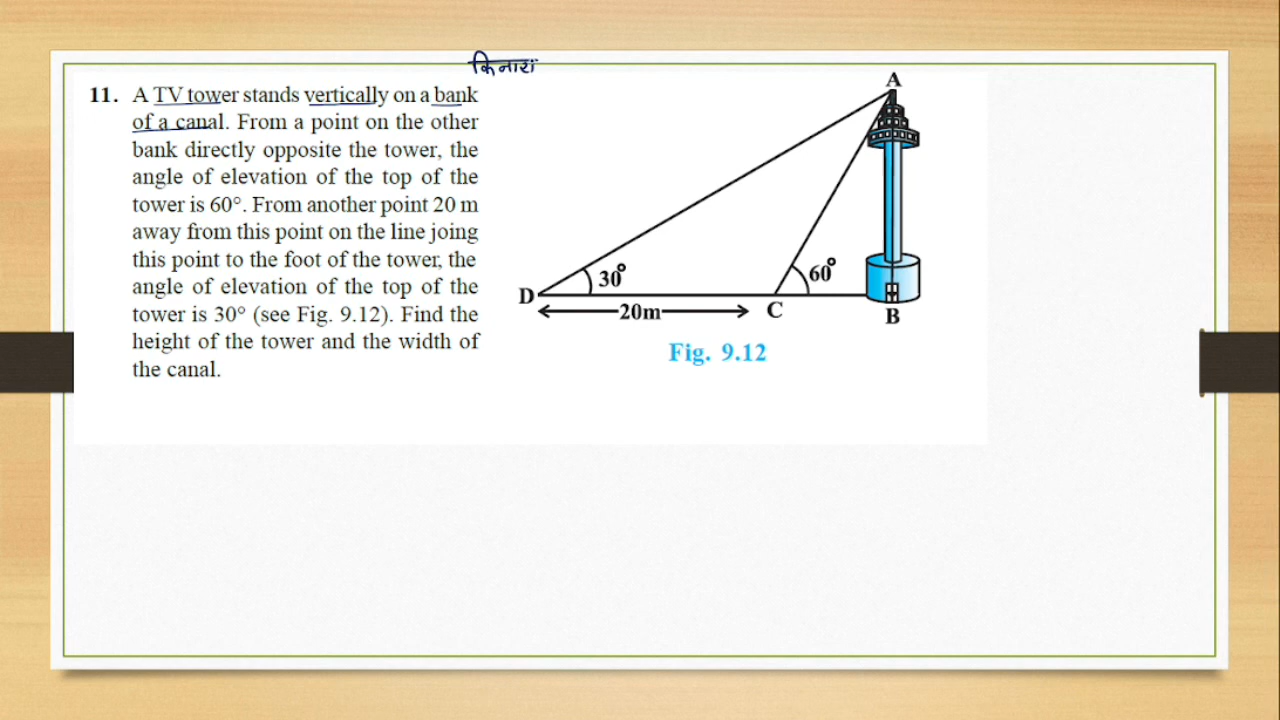 किनारा
11. A TV tower stands vertically on a bank
of a canal. From a point on the other
bank directly opposite the tower, the
angle of elevation of the top of the
tower is 60°. From another point 20 m
away from this point on the line joing
this point to the foot of the tower, the
angle of elevation of the top of the
tower is 30° (see Fig. 9.12). Find the
height of the tower and the width of
the canal.
A
30°
60°
D
20m
C
B
Fig. 9.12